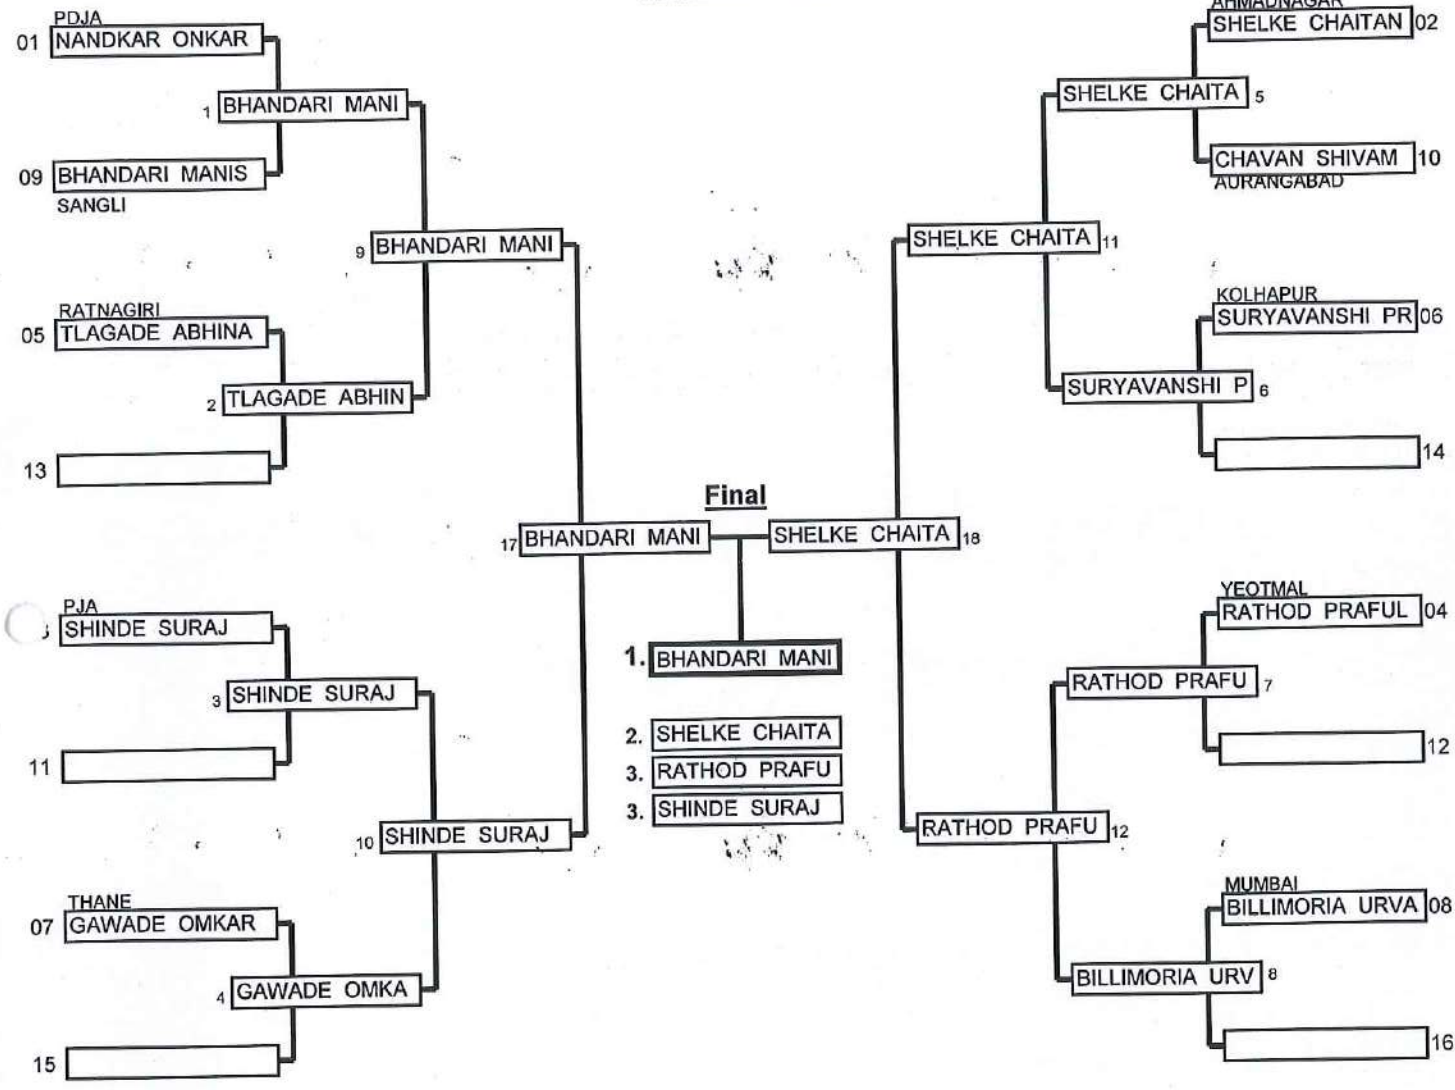 PDJA
01 NANDKAR ONKAR
1 BHANDARI MANI
09 BHANDARI MANIS
SANGLI
9 BHANDARI MANI
RATNAGIRI
05 TLAGADE ABHINA
2 TLAGADE ABHIN
13
17 BHANDARI MANI
PJA
SHINDE SURAJ
3 SHINDE SURAJ
11
10 SHINDE SURAJ
THANE
07 GAWADE OMKAR
4 GAWADE OMKA
15
Final
1. BHANDARI MANI
2. SHELKE CHAITA
3. RATHOD PRAFU
3. SHINDE SURAJ
AHMADNAGAR
SHELKE CHAITAN 02
SHELKE CHAITA 5
CHAVAN SHIVAM 10
AURANGABAD
SHELKE CHAITA 11
KOLHAPUR
SURYAVANSHI PR 06
SURYAVANSHI P 6
14
SHELKE CHAITA 18
YEOTMAL
RATHOD PRAFUL 04
RATHOD PRAFU 7
12
RATHOD PRAFU 12
MUMBAI
BILLIMORIA URVA 08
BILLIMORIA URV 8
16